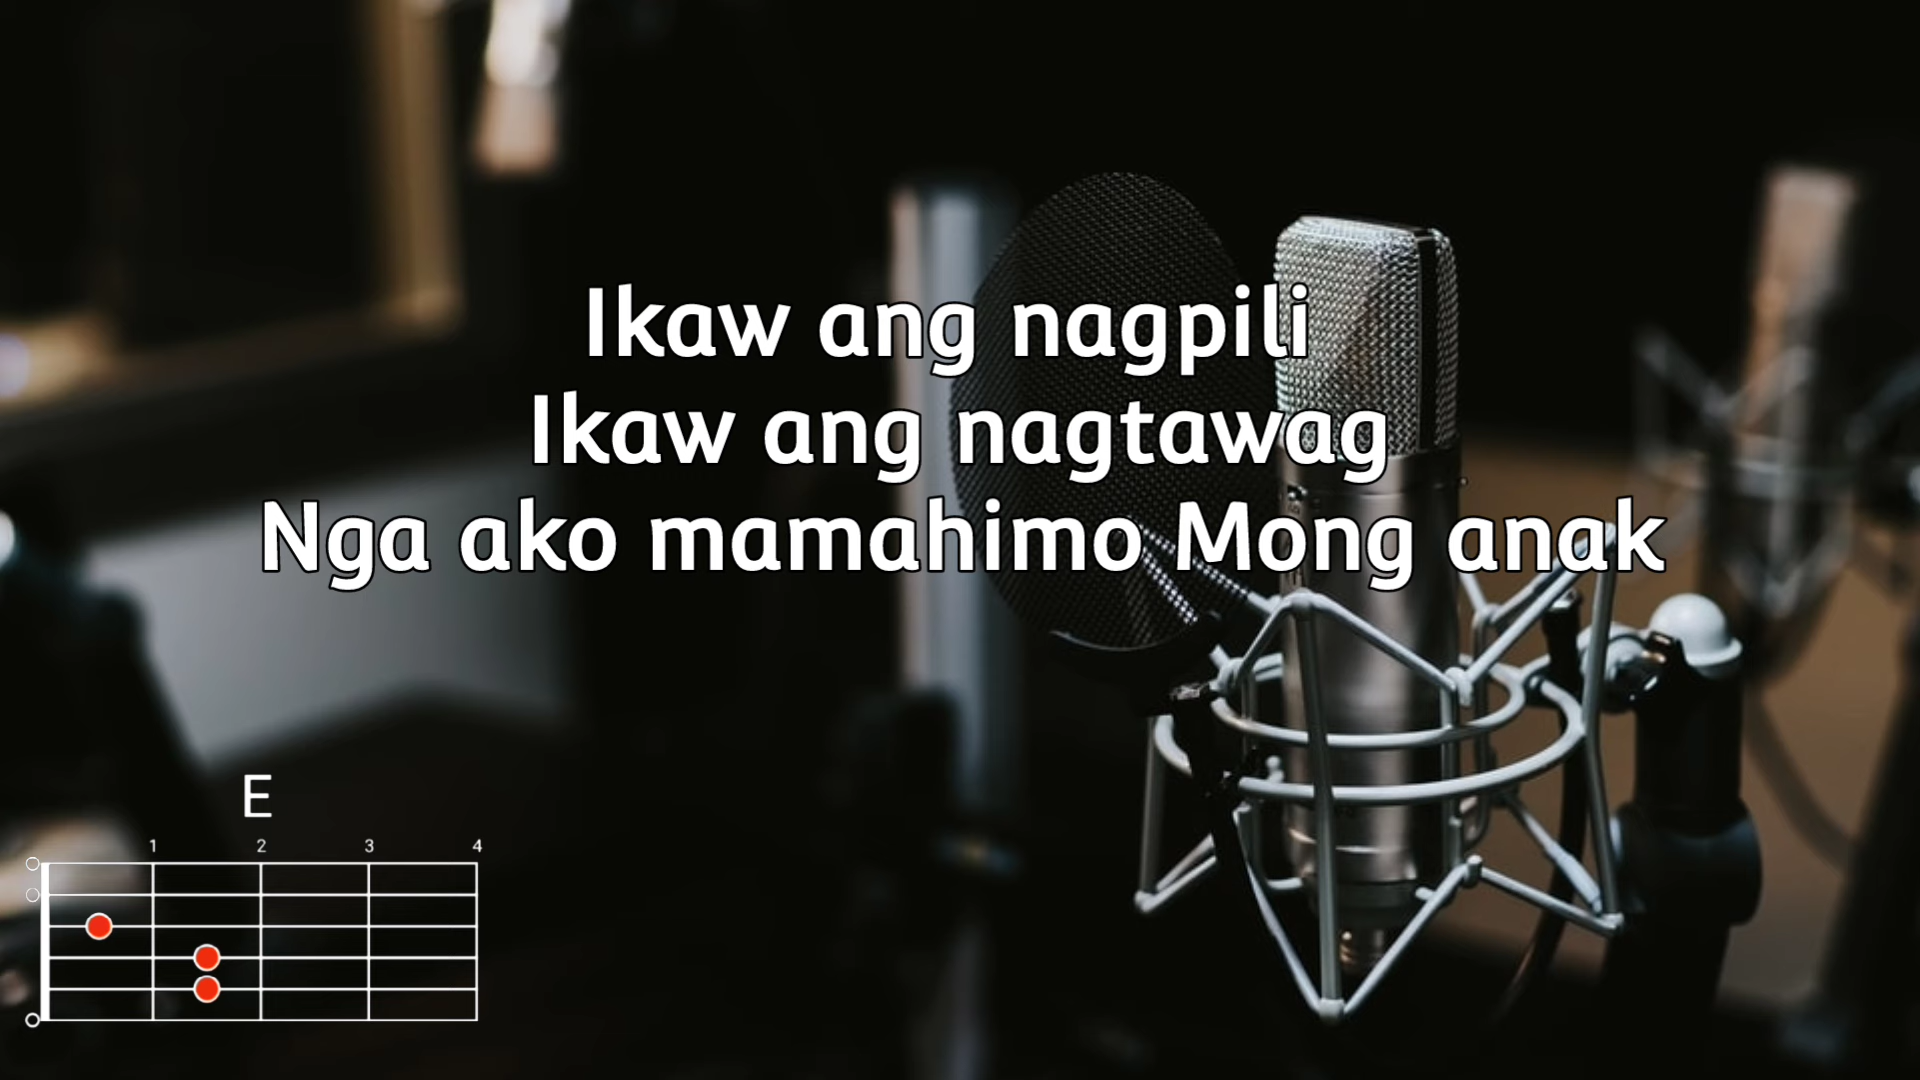 Ikaw ang nagpili
Ikaw ang nagtawag
Nga ako mamahimo Mong anak
E
1 2 3 4